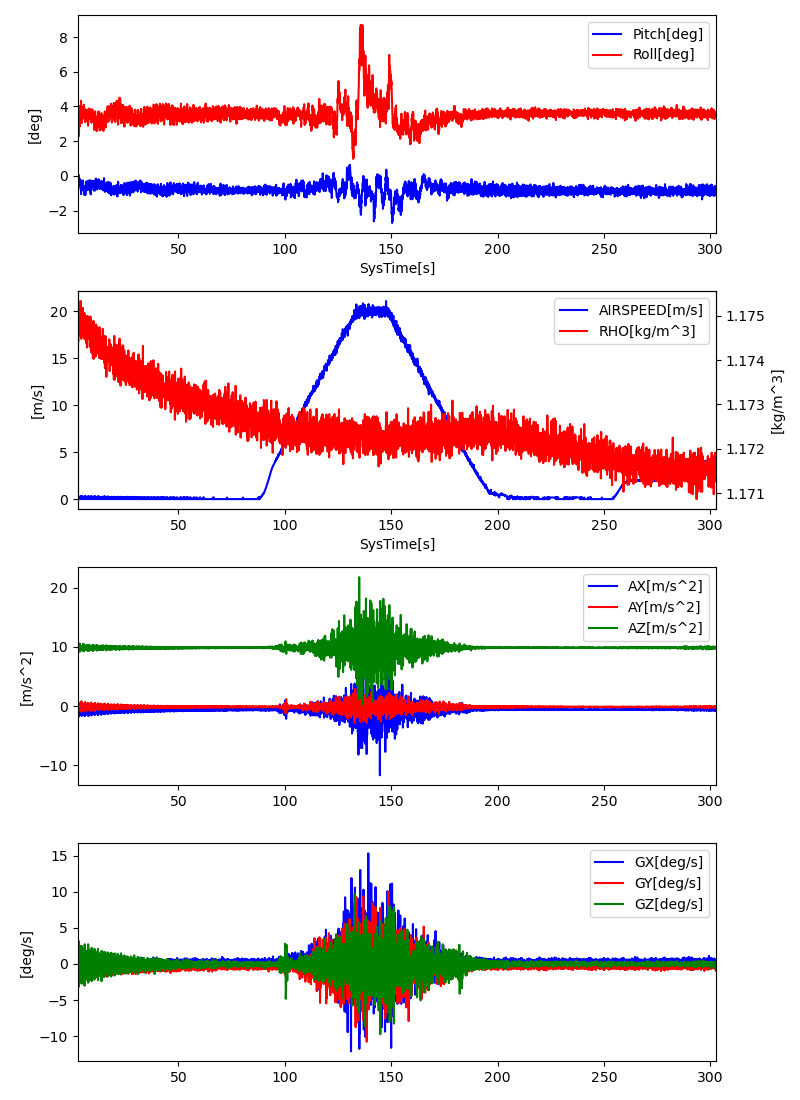 Pitch[deg]
Roll[deg]
[deg]
8
6
4
2
0
−2
50 100 150 200 250 300
SysTime[s]
AIRSPEED[m/s]
RHO[kg/m^3]
[m/s]
20
15
10
5
0
1.175
1.174
1.173
1.172
1.171
[kg/m^3]
50 100 150 200 250 300
SysTime[s]
AX[m/s^2]
AY[m/s^2]
AZ[m/s^2]
[m/s^2]
20
10
0
−10
50 100 150 200 250 300
GX[deg/s]
GY[deg/s]
GZ[deg/s]
[deg/s]
15
10
5
0
−5
−10
50 100 150 200 250 300